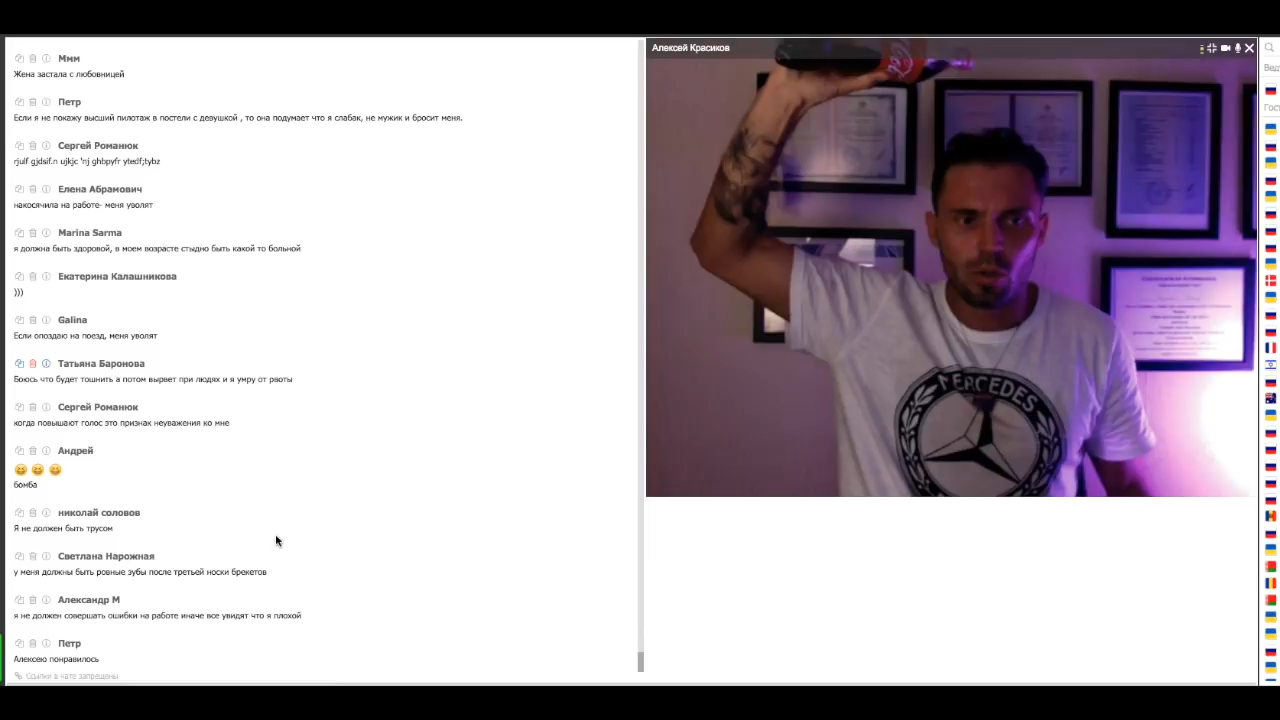 Ммм
Жена застала с любовницей
Петр
Если я не покажу высший пилотаж в постели с девушкой , то она подумает что я слабак, не мужик и бросит меня.
Сергей Романюк
rjulf gjdsif.n ujkjc 'nj ghbpyfr ytedf;tybz
Елена Абрамович
накосячила на работе- меня уволят
Marina Sarma
я должна быть здоровой, в моем возрасте стыдно быть какой то больной
Екатерина Калашникова
)))
Galina
Если опоздаю на поезд, меня уволят
Татьяна Баронова
Боюсь что будет тошнить а потом вырвет при людях и я умру от рвоты
Сергей Романюк
когда повышают голос это признак неуважения ко мне
Андрей
бомба
николай соловов
Я не должен быть трусом
Светлана Нарожная
у меня должны быть ровные зубы после третьей носки брекетов
Александр М
я не должен совершать ошибки на работе иначе все увидят что я плохой
Петр
Алексею понравилось
Ссылки в чате запрещены
Алексей Красиков
MERCEDES
Вед
Гост